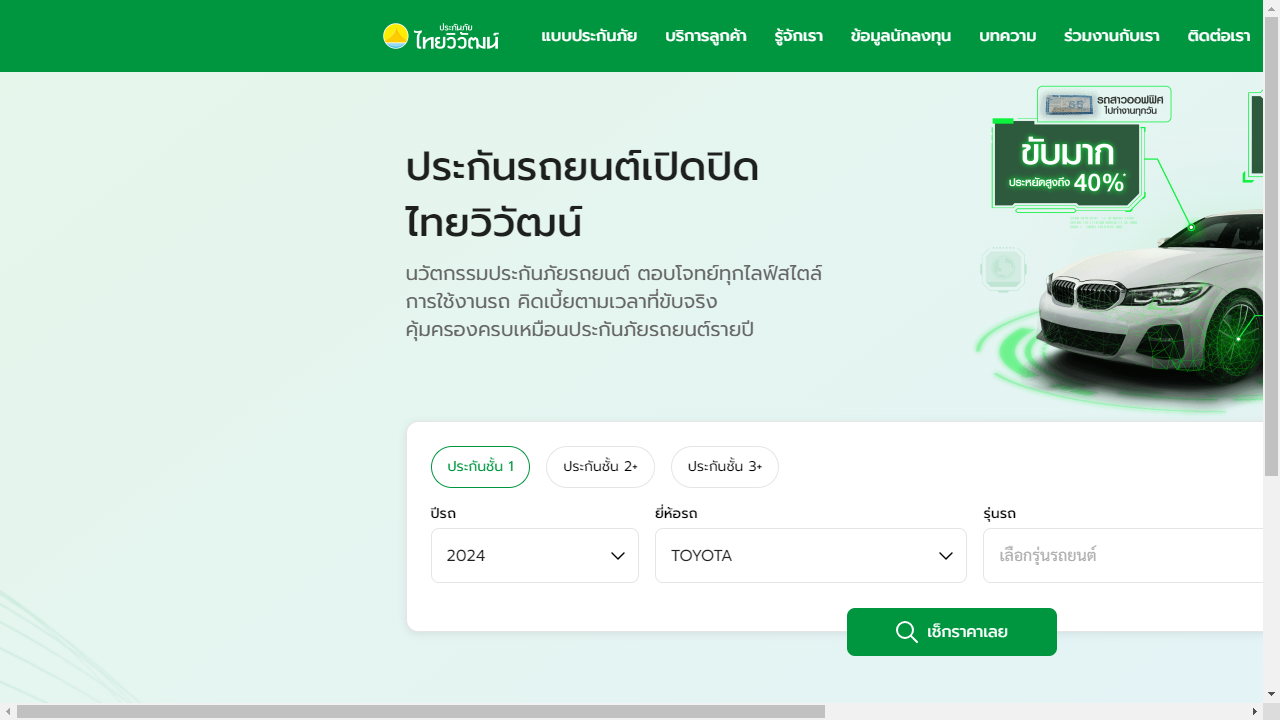 ประกันภัย
ไทยวิวัฒน์
แบบประกันภัย
บริการลูกค้า
รู้จักเรา
ข้อมูลนักลงทุน
บทความ
ร่วมงานกับเรา
ติดต่อเรา
รถสาวออฟฟิศ
ไปทำงานทุกวัน
ขับมาก
ประหยัดสูงถึง 40%*
ประกันรถยนต์เปิดปิด
ไทยวิวัฒน์
นวัตกรรมประกันภัยรถยนต์ ตอบโจทย์ทุกไลฟ์สไตล์
การใช้งานรถ คิดเบี้ยตามเวลาที่ขับจริง
คุ้มครองครบเหมือนประกันภัยรถยนต์รายปี
ประกันชั้น 1
ประกันชั้น 2+
ประกันชั้น 3+
ปีรถ
ยี่ห้อรถ
รุ่นรถ
2024
TOYOTA
เลือกรุ่นรถยนต์
เช็กราคาเลย